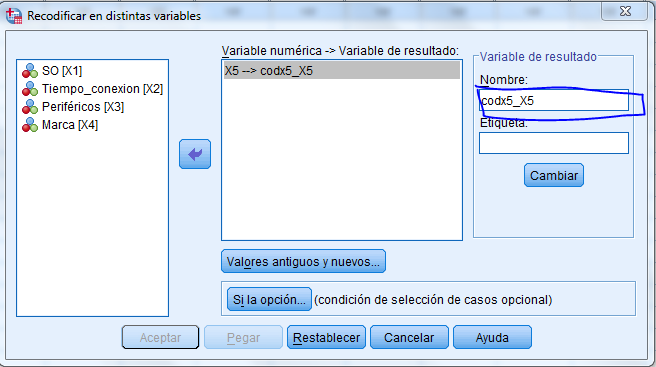 Recodificar en distintas variables
SO [X1]
Tiempo_conexion [X2]
Periféricos [X3]
Marca [X4]
Variable numérica -> Variable de resultado:
X5 --> codx5_X5
Variable de resultado
Nombre:
codx5_X5
Etiqueta:
Cambiar
Valores antiguos y nuevos...
Si la opción...
(condición de selección de casos opcional)
Aceptar
Pegar
Restablecer
Cancelar
Ayuda